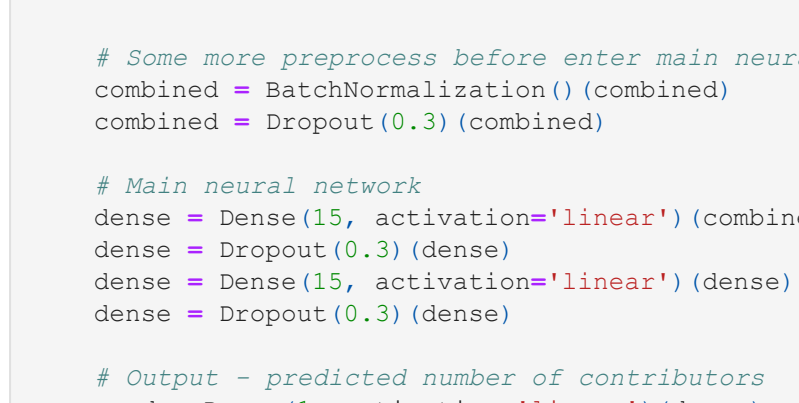 # Some more preprocess before enter main
combined = BatchNormalization()(combined)
combined = Dropout(0.3)(combined)
# Main neural network
dense = Dense(15, activation='linear')(
dense = Dropout(0.3)(dense)
dense = Dense(15, activation='linear')(dense)
dense = Dropout(0.3)(dense)
# Output - predicted number of contributors